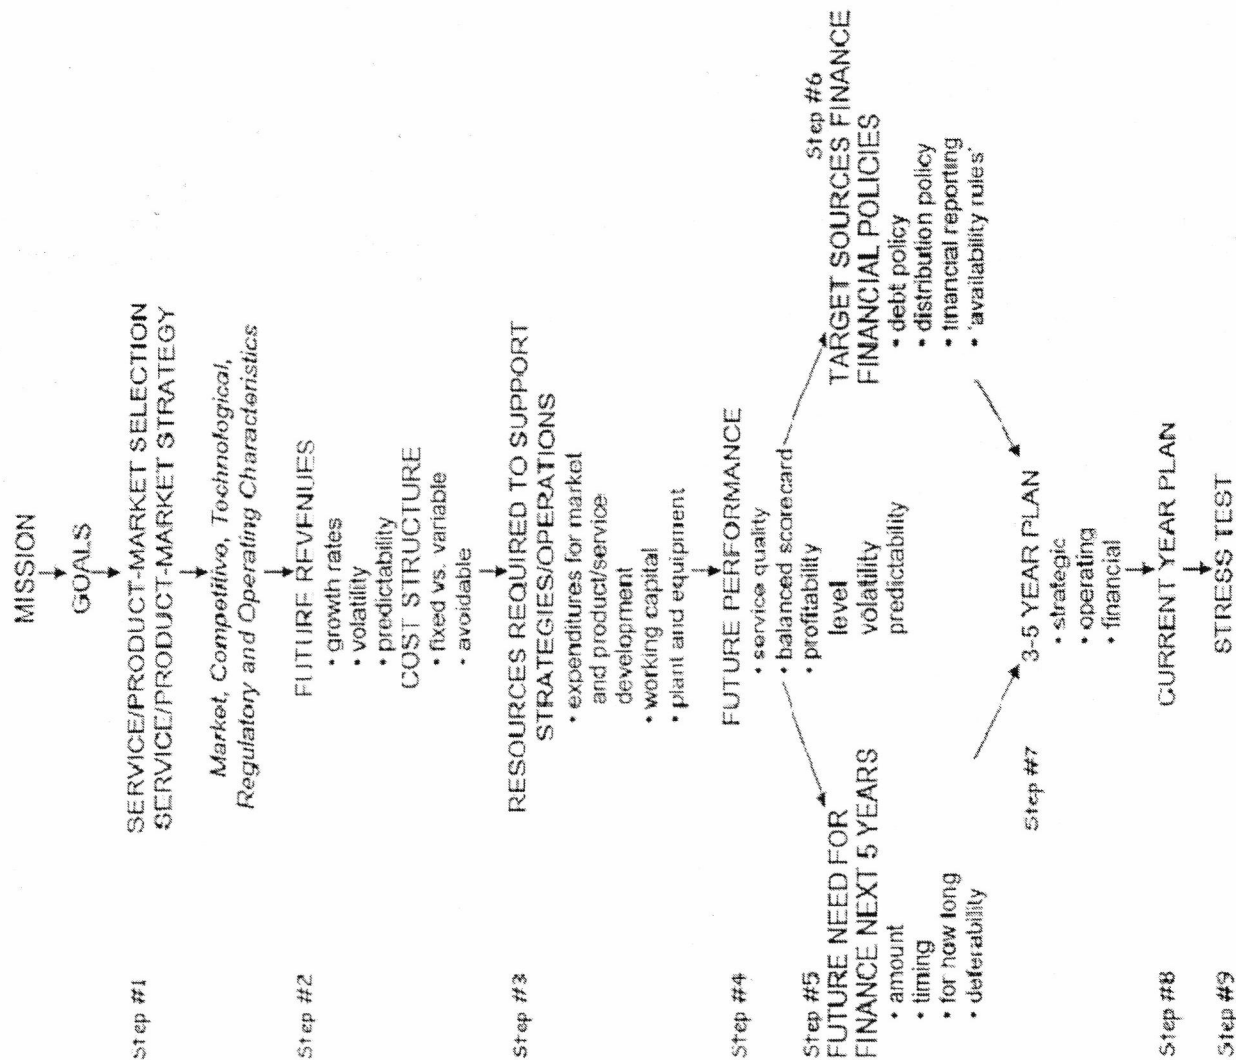 MISSION
GOALS
Step #1
SERVICE/PRODUCT-MARKET SELECTION
SERVICE/PRODUCT-MARKET STRATEGY
Market, Competitive, Technological,
Regulatory and Operating Characteristics
Step #2
FUTURE REVENUES
• growth rates
• volatility
• predictability
COST STRUCTURE
• fixed vs. variable
• avoidable
Step #3
RESOURCES REQUIRED TO SUPPORT
STRATEGIES/OPERATIONS
• expenditures for market
and product/service
development
• working capital
• plant and equipment
Step #4
FUTURE PERFORMANCE
• service quality
• balanced scorecard
• profitability
level
volatility
predictability
Step #5
FUTURE NEED FOR
FINANCE NEXT 5 YEARS
• amount
• timing
• for how long
• deferability
Step #6
TARGET SOURCES FINANCE
FINANCIAL POLICIES
• debt policy
• distribution policy
• financial reporting
• 'availability rules'
Step #7
3-5 YEAR PLAN
• strategic
• operating
• financial
Step #8
CURRENT YEAR PLAN
Step #9
STRESS TEST